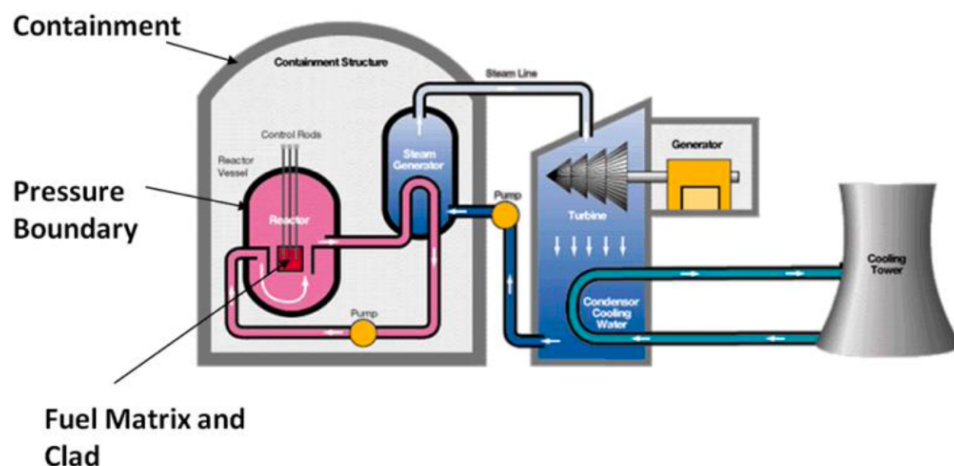 Containment
Containment Structure
Steam Line
Control Rods
Reactor
Vessel
Steam
Generator
Generator
Pressure
Boundary
Reactor
Pump
Turbine
Cooling
Tower
Pump
Condensor
Cooling
Water
Fuel Matrix and
Clad